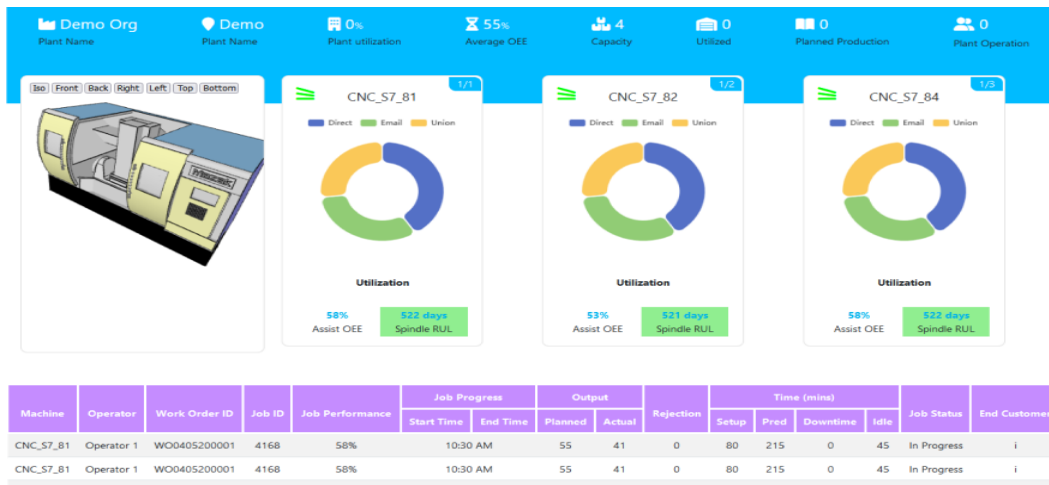 Demo Org
Plant Name
Demo
Plant Name
0%
Plant utilization
55%
Average OEE
4
Capacity
0
Utilized
0
Planned Production
0
Plant Operation
Iso Front Back Right Left Top Bottom
1/1
CNC_S7_81
Direct Email Union
Utilization
58%
Assist OEE
522 days
Spindle RUL
1/2
CNC_S7_82
Direct Email Union
Utilization
53%
Assist OEE
521 days
Spindle RUL
1/3
CNC_S7_84
Direct Email Union
Utilization
58%
Assist OEE
522 days
Spindle RUL
Machine Operator Work Order ID Job ID Job Performance Job Progress Output Rejection Time (mins) Job Status End Customer
Start Time End Time Planned Actual Setup Pred Downtime Idle
CNC_S7_81 Operator 1 WO0405200001 4168 58% 10:30 AM 55 41 0 80 215 0 45 In Progress i
CNC_S7_81 Operator 1 WO0405200001 4168 58% 10:30 AM 55 41 0 80 215 0 45 In Progress i